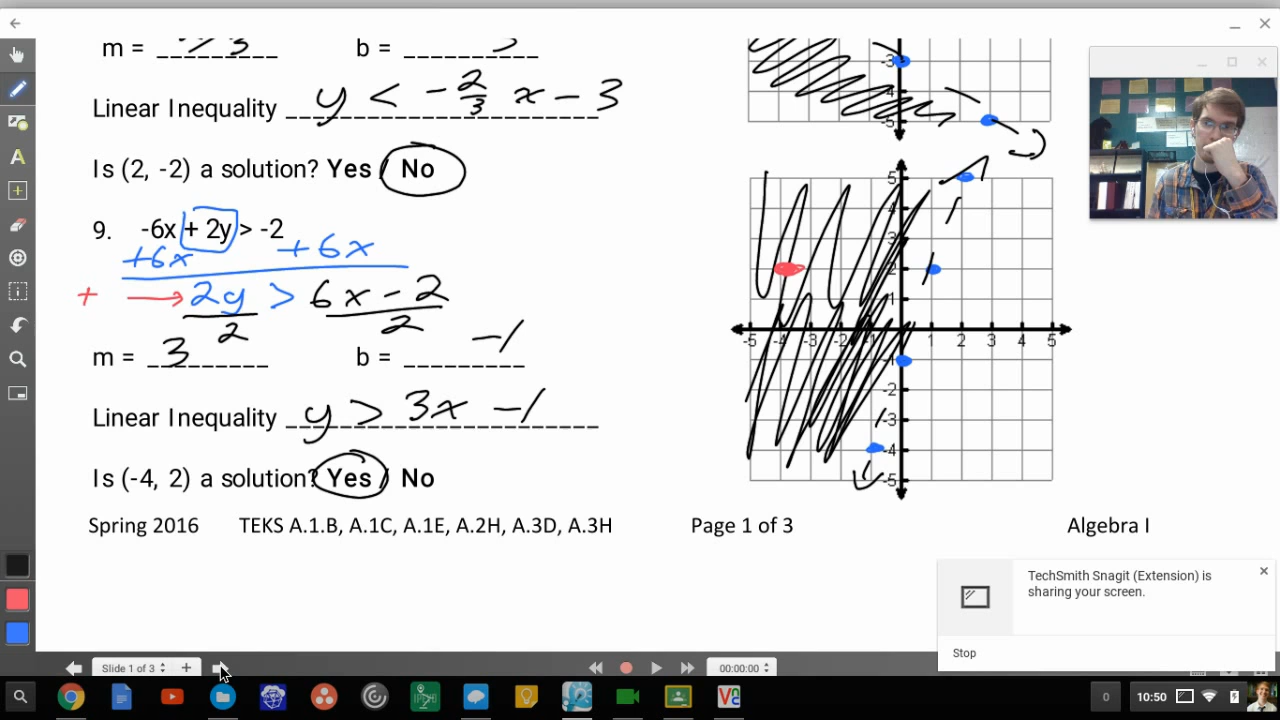 m = b =
Linear Inequality y < -2/3 x - 3
Is (2, -2) a solution? Yes / No
9. -6x + 2y > -2
+6x +6x
+ → 2y > 6x - 2
2 2
m = 3 b = -1
Linear Inequality y > 3x - 1
Is (-4, 2) a solution? Yes / No
Spring 2016 TEKS A.1.B, A.1C, A.1E, A.2H, A.3D, A.3H Page 1 of 3 Algebra I
-3
-4
-5
5
4
3
2
1
-5 -4 -3 -2 -1 1 2 3 4 5
-1
-2
-3
-4
-5
TechSmith Snagit (Extension) is
sharing your screen.
Stop
Slide 1 of 3
00:00:00
0 10:50